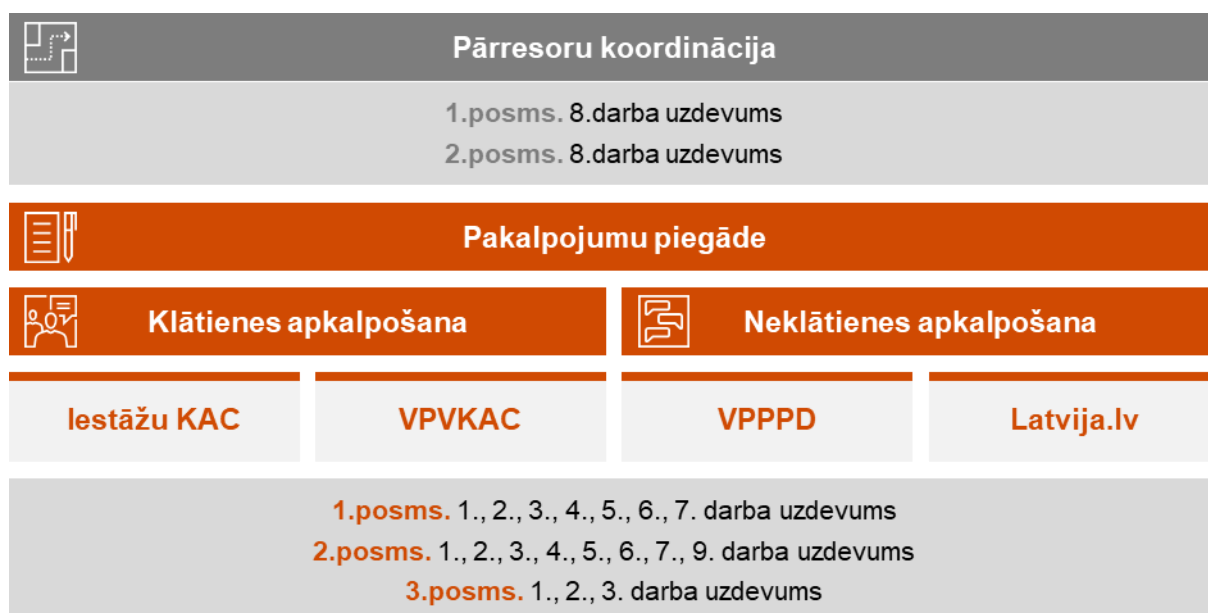 Pārresoru koordinācija
1.posms. 8.darba uzdevums
2.posms. 8.darba uzdevums
Pakalpojumu piegāde
Klātienes apkalpošana
Neklātienes apkalpošana
Iestāžu KAC
VPVKAC
VPPPD
Latvija.lv
1.posms. 1., 2., 3., 4., 5., 6., 7. darba uzdevums
2.posms. 1., 2., 3., 4., 5., 6., 7., 9. darba uzdevums
3.posms. 1., 2., 3. darba uzdevums